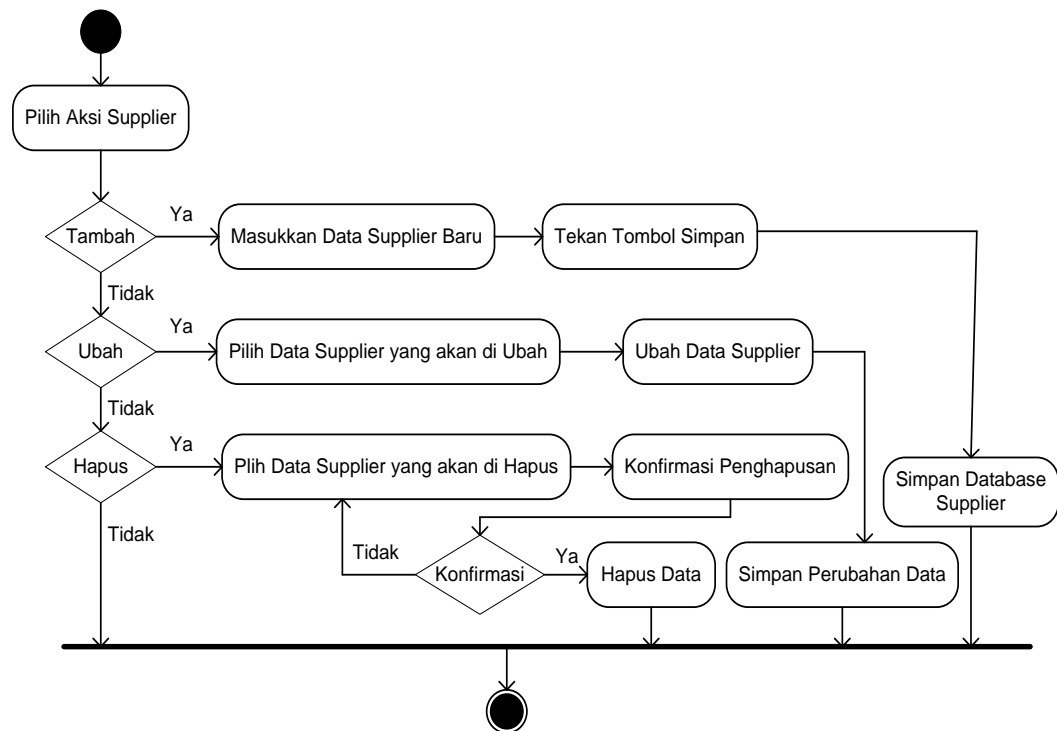 Pilih Aksi Supplier
Ya
Tambah
Masukkan Data Supplier Baru
Tekan Tombol Simpan
Tidak
Ya
Ubah
Pilih Data Supplier yang akan di Ubah
Ubah Data Supplier
Tidak
Ya
Hapus
Plih Data Supplier yang akan di Hapus
Konfirmasi Penghapusan
Simpan Database
Supplier
Tidak
Tidak
Konfirmasi
Ya
Hapus Data
Simpan Perubahan Data